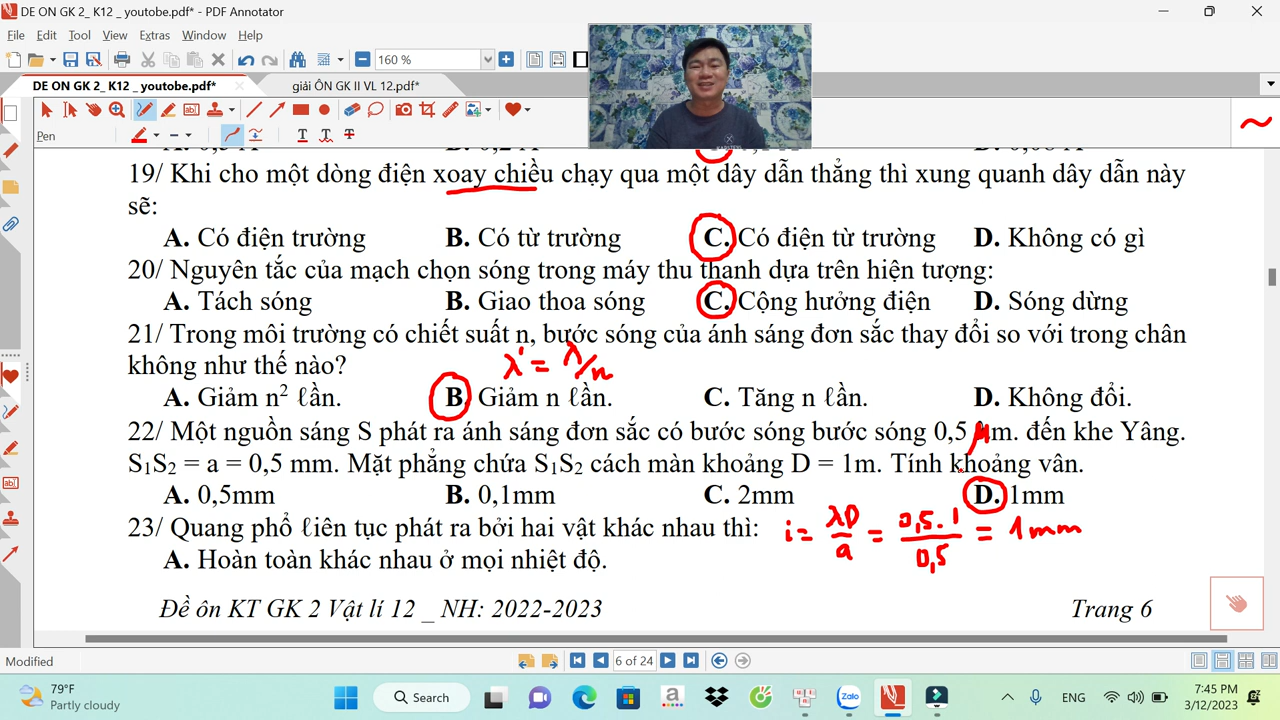 DE ON GK 2_ K12 _ youtobe.pdf* - PDF Annotator
File Edit Tool View Extras Window Help
160 %
DE ON GK 2_ K12 _ youtobe.pdf*
giải ÔN GK II VL 12.pdf*
Pen
19/ Khi cho một dòng điện xoay chiều chạy qua một dây dẫn thẳng thì xung quanh dây dẫn này
sẽ:
A. Có điện trường B. Có từ trường C. Có điện từ trường D. Không có gì
20/ Nguyên tắc của mạch chọn sóng trong máy thu thanh dựa trên hiện tượng:
A. Tách sóng B. Giao thoa sóng C. Cộng hưởng điện D. Sóng dừng
21/ Trong môi trường có chiết suất n, bước sóng của ánh sáng đơn sắc thay đổi so với trong chân
không như thế nào?
λ' = λ/n
A. Giảm n² lần. B. Giảm n lần. C. Tăng n lần. D. Không đổi.
22/ Một nguồn sáng S phát ra ánh sáng đơn sắc có bước sóng bước sóng 0,5 μm. đến khe Yâng.
S₁S₂ = a = 0,5 mm. Mặt phẳng chứa S₁S₂ cách màn khoảng D = 1m. Tính khoảng vân.
A. 0,5mm B. 0,1mm C. 2mm D. 1mm
23/ Quang phổ liên tục phát ra bởi hai vật khác nhau thì:
i = λD/a = 0,5.1/0,5 = 1mm
A. Hoàn toàn khác nhau ở mọi nhiệt độ.
Đề ôn KT GK 2 Vật lí 12 _ NH: 2022-2023 Trang 6
6 of 24
Modified
79°F
Partly cloudy
Search
Zalo
ENG
7:45 PM
3/12/2023